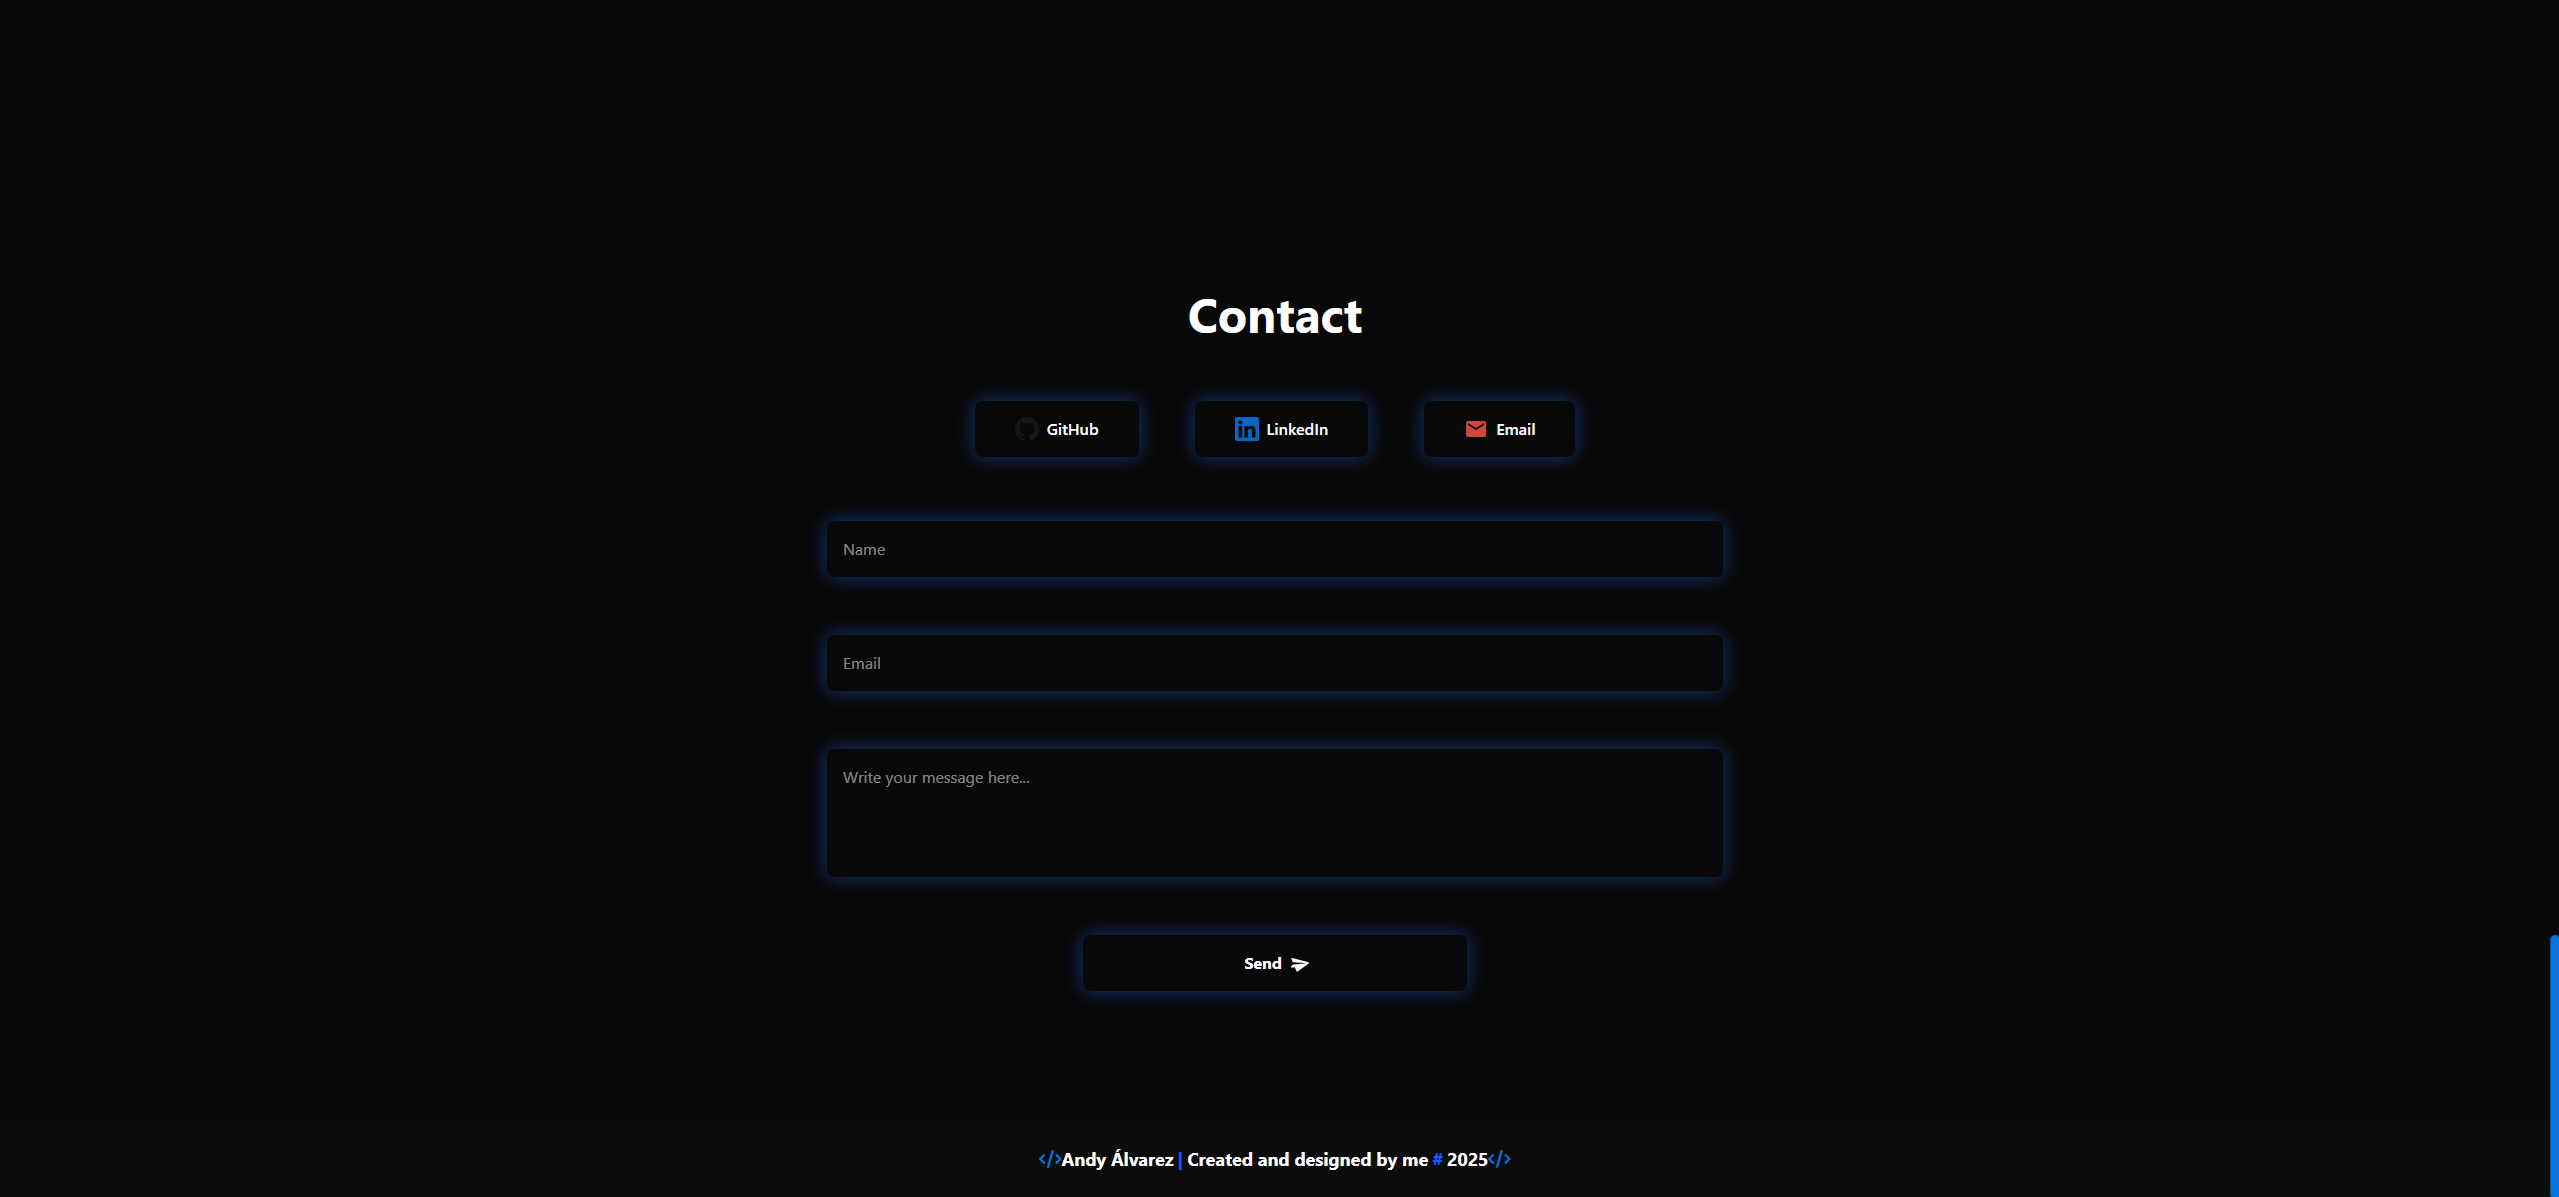 Contact
GitHub LinkedIn Email
Name
Email
Write your message here...
Send
</>Andy Álvarez | Created and designed by me # 2025</>